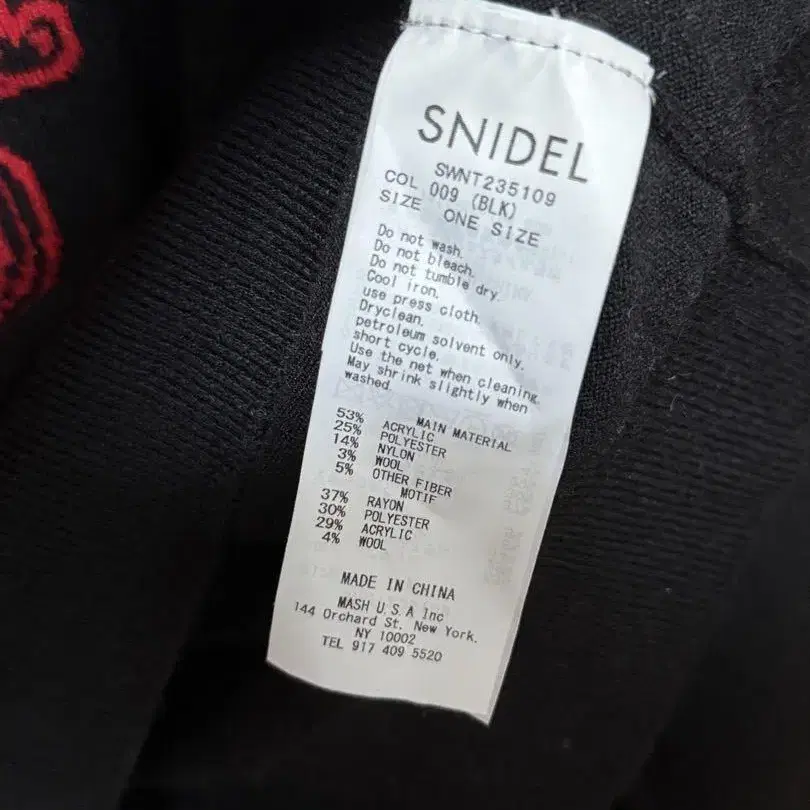 SNIDEL
SWNT235109
COL 009 (BLK)
SIZE ONE SIZE
Do not wash.
Do not bleach.
Do not tumble dry.
Cool iron.
use press cloth.
Dryclean.
petroleum solvent only.
short cycle.
Use the net when cleaning.
May shrink slightly when
washed.
MAIN MATERIAL
53% ACRYLIC
25% POLYESTER
14% NYLON
3% WOOL
5% OTHER FIBER
MOTIF
37% RAYON
30% POLYESTER
29% ACRYLIC
4% WOOL
MADE IN CHINA
MASH U.S.A Inc
144 Orchard St. New York.
NY 10002
TEL 917 409 5520